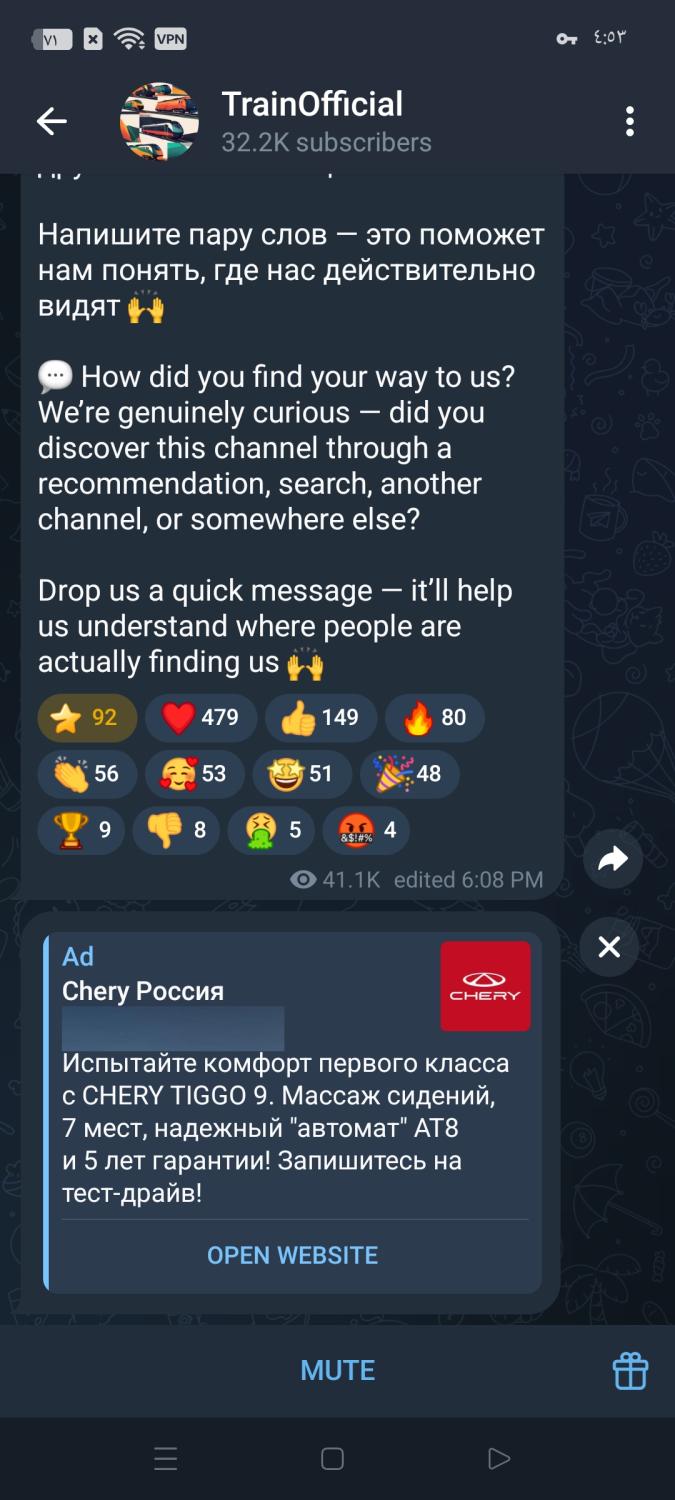 ٧١
VPN
٤:٥٣
TrainOfficial
32.2K subscribers
Напишите пару слов — это поможет
нам понять, где нас действительно
видят 🙌
💬 How did you find your way to us?
We’re genuinely curious — did you
discover this channel through a
recommendation, search, another
channel, or somewhere else?
Drop us a quick message — it’ll help
us understand where people are
actually finding us 🙌
⭐ 92 ❤️ 479 👍 149 🔥 80
👏 56 🥰 53 🤩 51 🎉 48
🏆 9 👎 8 🤮 5 🤬 4
41.1K edited 6:08 PM
Ad
Chery Россия
CHERY
Испытайте комфорт первого класса
с CHERY TIGGO 9. Массаж сидений,
7 мест, надежный "автомат" АТ8
и 5 лет гарантии! Запишитесь на
тест-драйв!
OPEN WEBSITE
MUTE